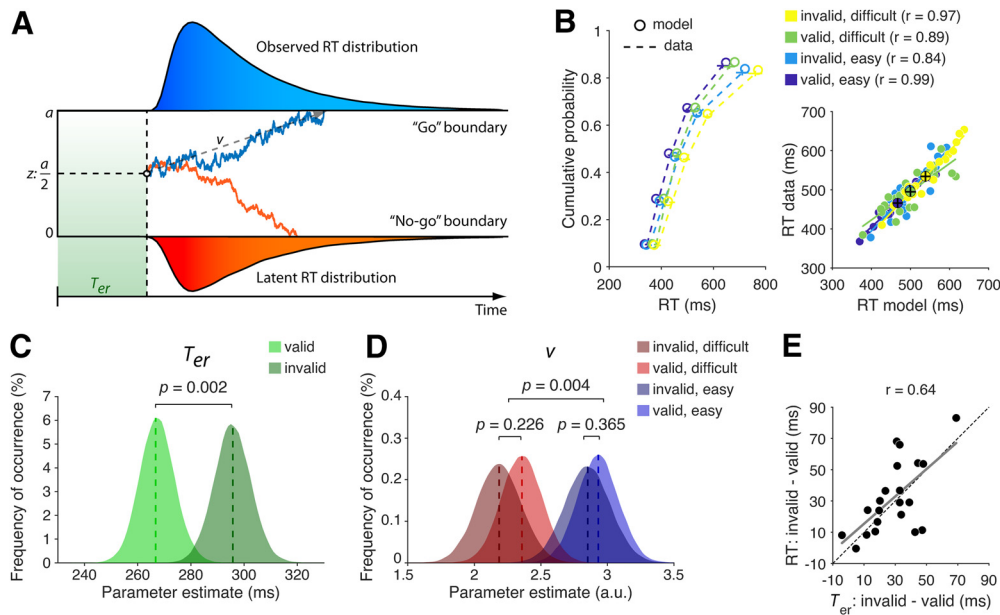 A
Observed RT distribution
a
"Go" boundary
v
z: a/2
"No-go" boundary
0
Latent RT distribution
Ter
Time
B
model
data
invalid, difficult (r = 0.97)
valid, difficult (r = 0.89)
invalid, easy (r = 0.84)
valid, easy (r = 0.99)
Cumulative probability
1
0.8
0.6
0.4
0.2
0
200 400 600 800
RT (ms)
RT data (ms)
700
600
500
400
300
300 400 500 600 700
RT model (ms)
C
Ter
valid
invalid
p = 0.002
Frequency of occurrence (%)
7
6
5
4
3
2
1
0
240 260 280 300 320
Parameter estimate (ms)
D
v
invalid, difficult
valid, difficult
invalid, easy
valid, easy
p = 0.004
p = 0.226
p = 0.365
Frequency of occurrence (%)
0.4
0.3
0.2
0.1
0
1.5 2 2.5 3 3.5
Parameter estimate (a.u.)
E
r = 0.64
RT: invalid - valid (ms)
90
70
50
30
10
-10
-10 10 30 50 70 90
Ter: invalid - valid (ms)